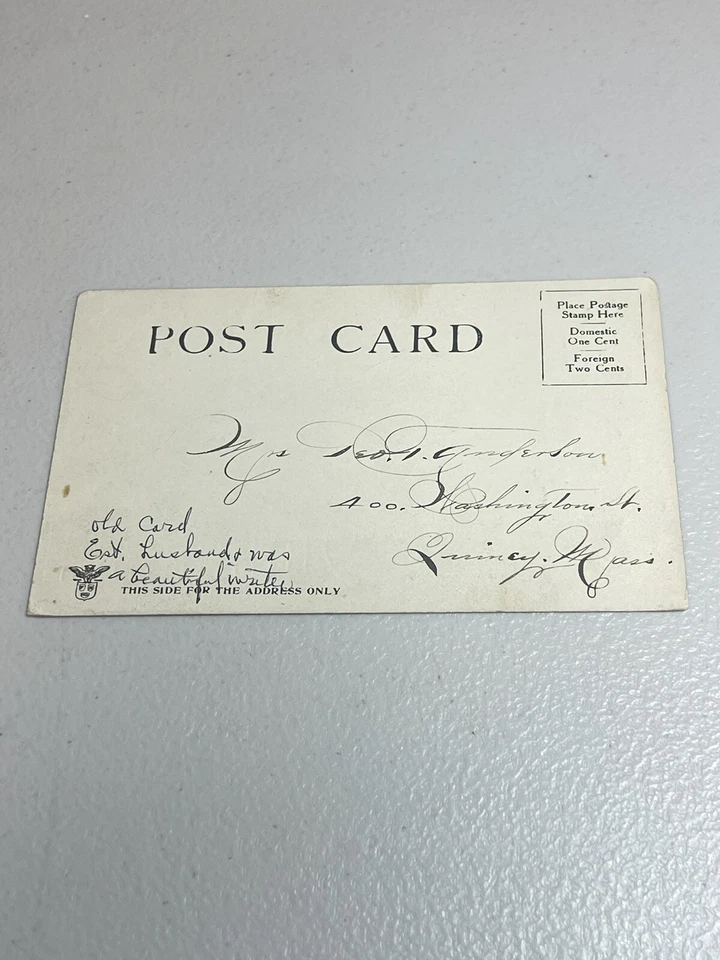 POST CARD
Place Postage
Stamp Here
Domestic
One Cent
Foreign
Two Cents
Mrs Geo. T. Anderson
400. Washington. St.
Quincy. Mass.
old Card
husband & was
a beautiful writer
THIS SIDE FOR THE ADDRESS ONLY